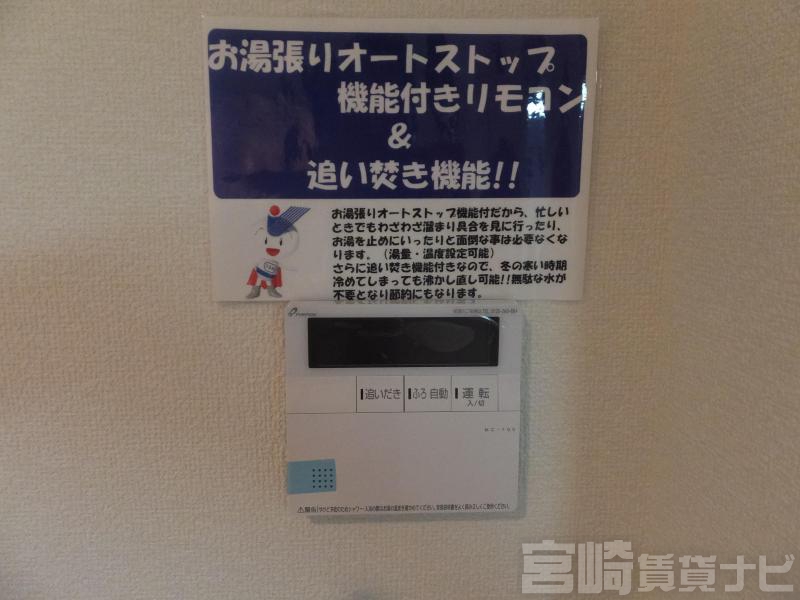 お湯張りオートストップ
機能付きリモコン
&
追い焚き機能!!
お湯張りオートストップ機能付だから、忙しい
ときでもわざわざ溜まり具合を見に行ったり、
お湯を止めにいったりと面倒な事は必要なくな
ります。（湯量・温度設定可能）
さらに追い焚き機能付きなので、冬の寒い時期
冷めてしまっても沸かし直し可能!!無駄な水が
不要となり節約にもなります。
PURPOSE
追いだき
ふろ自動
運転
入/切
宮崎賃貸ナビ